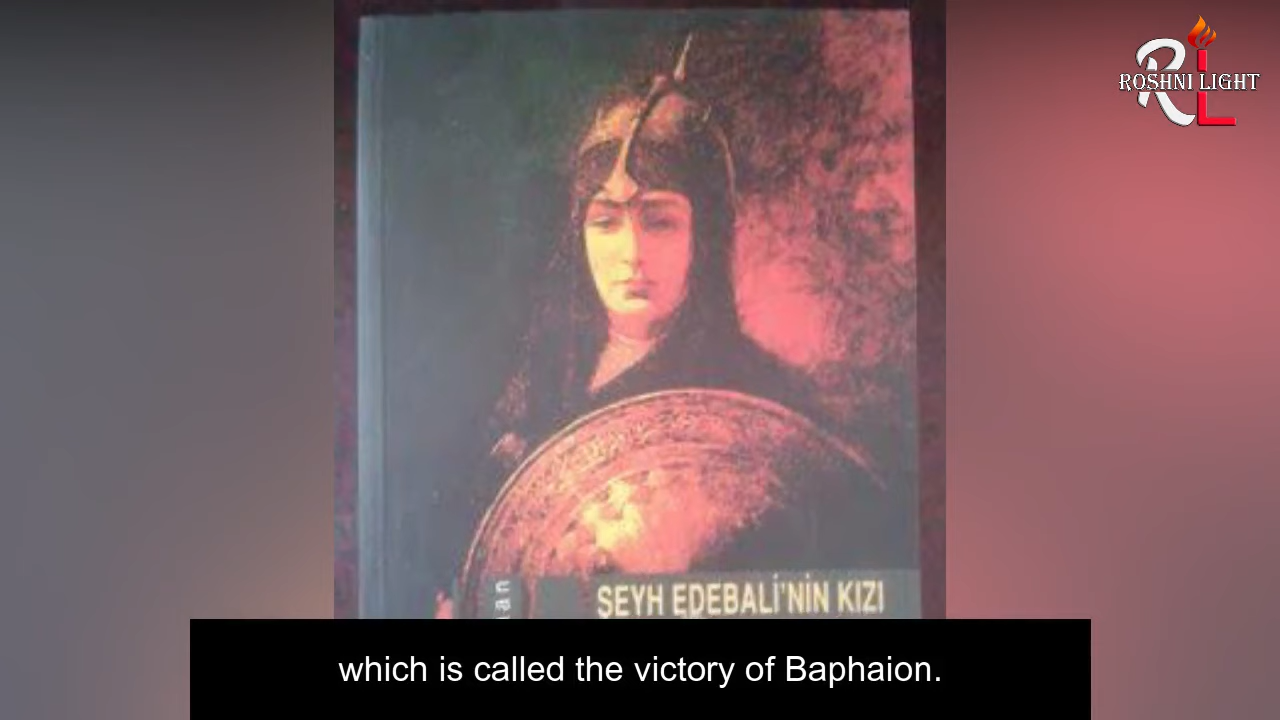 ROSHNI LIGHT
ŞEYH EDEBALİ'NİN KIZI
which is called the victory of Baphaion.